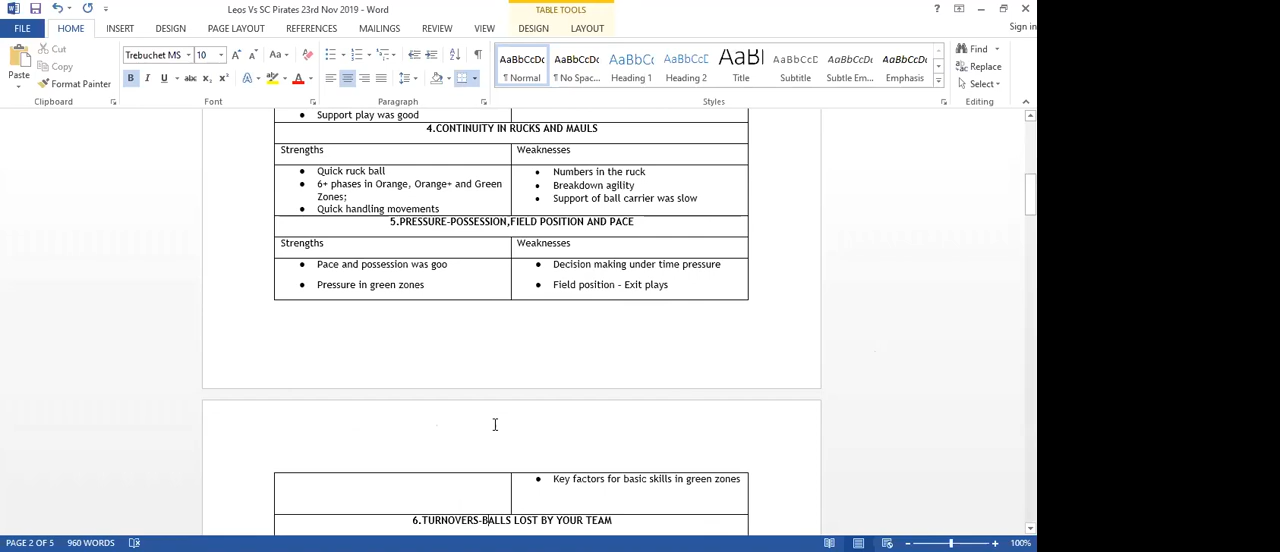 Leos Vs SC Pirates 23rd Nov 2019 - Word
TABLE TOOLS
?
FILE HOME INSERT DESIGN PAGE LAYOUT REFERENCES MAILINGS REVIEW VIEW DESIGN LAYOUT
Sign in
Paste
Cut
Copy
Format Painter
Clipboard
Trebuchet MS 10
B I U abc x₂ x²
Font
Paragraph
AaBbCcDc AaBbCcDc AaBbC AaBbCcE AaBl AaBbCcD AaBbCcDc AaBbCcDc
¶ Normal ¶ No Spac... Heading 1 Heading 2 Title Subtitle Subtle Em... Emphasis
Styles
Find
Replace
Select
Editing
• Support play was good
4.CONTINUITY IN RUCKS AND MAULS
Strengths
Weaknesses
• Quick ruck ball
• 6+ phases in Orange, Orange+ and Green
Zones;
• Quick handling movements
• Numbers in the ruck
• Breakdown agility
• Support of ball carrier was slow
5.PRESSURE-POSSESSION,FIELD POSITION AND PACE
Strengths
Weaknesses
• Pace and possession was goo
• Pressure in green zones
• Decision making under time pressure
• Field position - Exit plays
• Key factors for basic skills in green zones
6.TURNOVERS-BALLS LOST BY YOUR TEAM
PAGE 2 OF 5 960 WORDS
100%